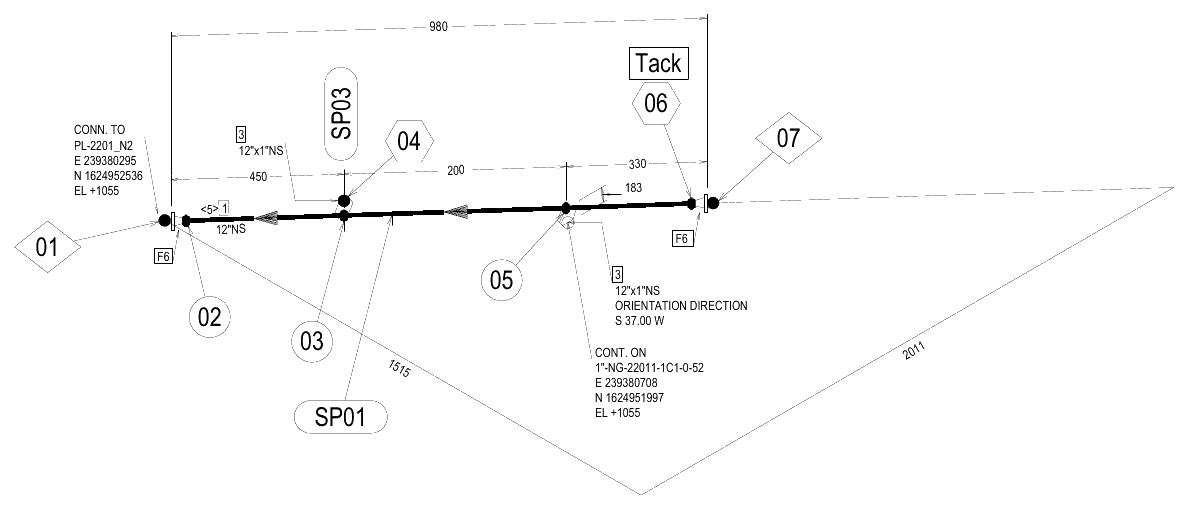 980
Tack
SP03
06
07
04
3
12"x1"NS
CONN. TO
PL-2201_N2
E 239380295
N 1624952536
EL +1055
450
200
330
183
<5> 1
12"NS
01
F6
F6
02
03
05
3
12"x1"NS
ORIENTATION DIRECTION
S 37.00 W
CONT. ON
1"-NG-22011-1C1-0-52
E 239380708
N 1624951997
EL +1055
1515
2011
SP01